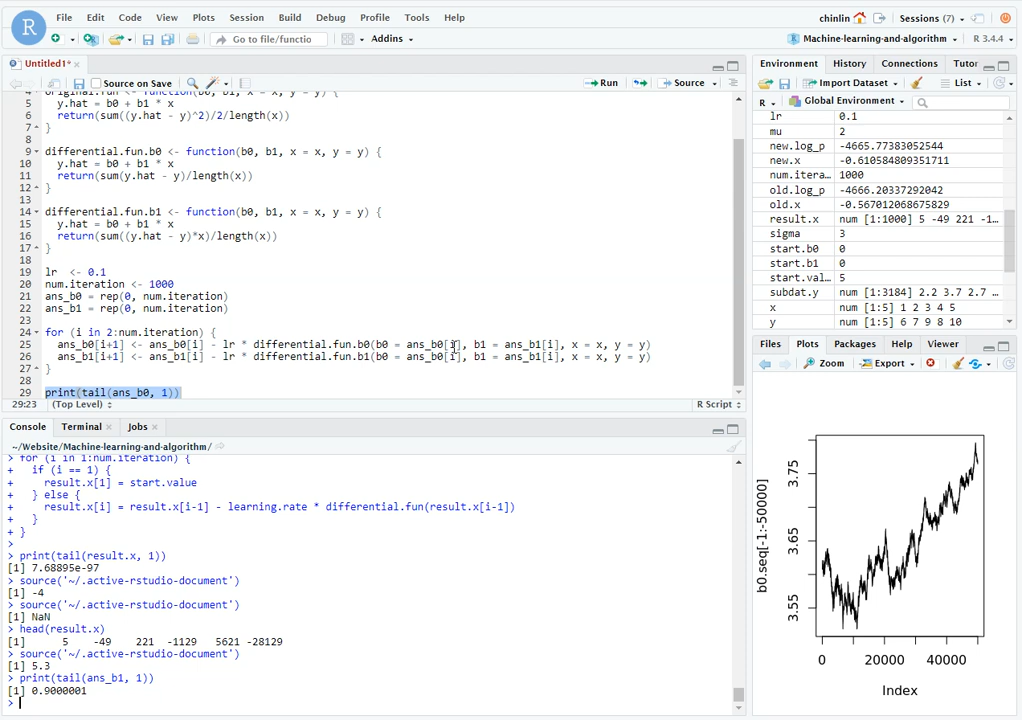 File Edit Code View Plots Session Build Debug Profile Tools Help
chinlin Sessions (7)
Go to file/functio Addins
Machine-learning-and-algorithm R 3.4.4
Untitled1* ×
Source on Save Run Source
original.fun <- function(b0, b1, x = x, y = y) {
5 y.hat = b0 + b1 * x
6 return(sum((y.hat - y)^2)/2/length(x))
7 }
8
9 differential.fun.b0 <- function(b0, b1, x = x, y = y) {
10 y.hat = b0 + b1 * x
11 return(sum(y.hat - y)/length(x))
12 }
13
14 differential.fun.b1 <- function(b0, b1, x = x, y = y) {
15 y.hat = b0 + b1 * x
16 return(sum((y.hat - y)*x)/length(x))
17 }
18
19 lr <- 0.1
20 num.iteration <- 1000
21 ans_b0 = rep(0, num.iteration)
22 ans_b1 = rep(0, num.iteration)
23
24 for (i in 2:num.iteration) {
25 ans_b0[i+1] <- ans_b0[i] - lr * differential.fun.b0(b0 = ans_b0[i], b1 = ans_b1[i], x = x, y = y)
26 ans_b1[i+1] <- ans_b1[i] - lr * differential.fun.b1(b0 = ans_b0[i], b1 = ans_b1[i], x = x, y = y)
27 }
28
29 print(tail(ans_b0, 1))
29:23 (Top Level) R Script
Console Terminal × Jobs ×
~/Website/Machine-learning-and-algorithm/
> for (i in 1:num.iteration) {
+ if (i == 1) {
+ result.x[1] = start.value
+ } else {
+ result.x[i] = result.x[i-1] - learning.rate * differential.fun(result.x[i-1])
+ }
+ }
>
> print(tail(result.x, 1))
[1] 7.68895e-97
> source('~/.active-rstudio-document')
[1] -4
> source('~/.active-rstudio-document')
[1] NaN
> head(result.x)
[1] 5 -49 221 -1129 5621 -28129
> source('~/.active-rstudio-document')
[1] 5.3
> print(tail(ans_b1, 1))
[1] 0.9000001
>
Environment History Connections Tutor
Import Dataset List
R Global Environment
lr 0.1
mu 2
new.log_p -4665.77383052544
new.x -0.610584809351711
num.itera… 1000
old.log_p -4666.20337292042
old.x -0.567012068675829
result.x num [1:1000] 5 -49 221 -1…
sigma 3
start.b0 0
start.b1 0
start.val… 5
subdat.y num [1:3184] 2.2 3.7 2.7 …
x num [1:5] 1 2 3 4 5
y num [1:5] 6 7 8 9 10
Files Plots Packages Help Viewer
Zoom Export
b0.seq[-1:-50000]
3.75
3.65
3.55
0 20000 40000
Index